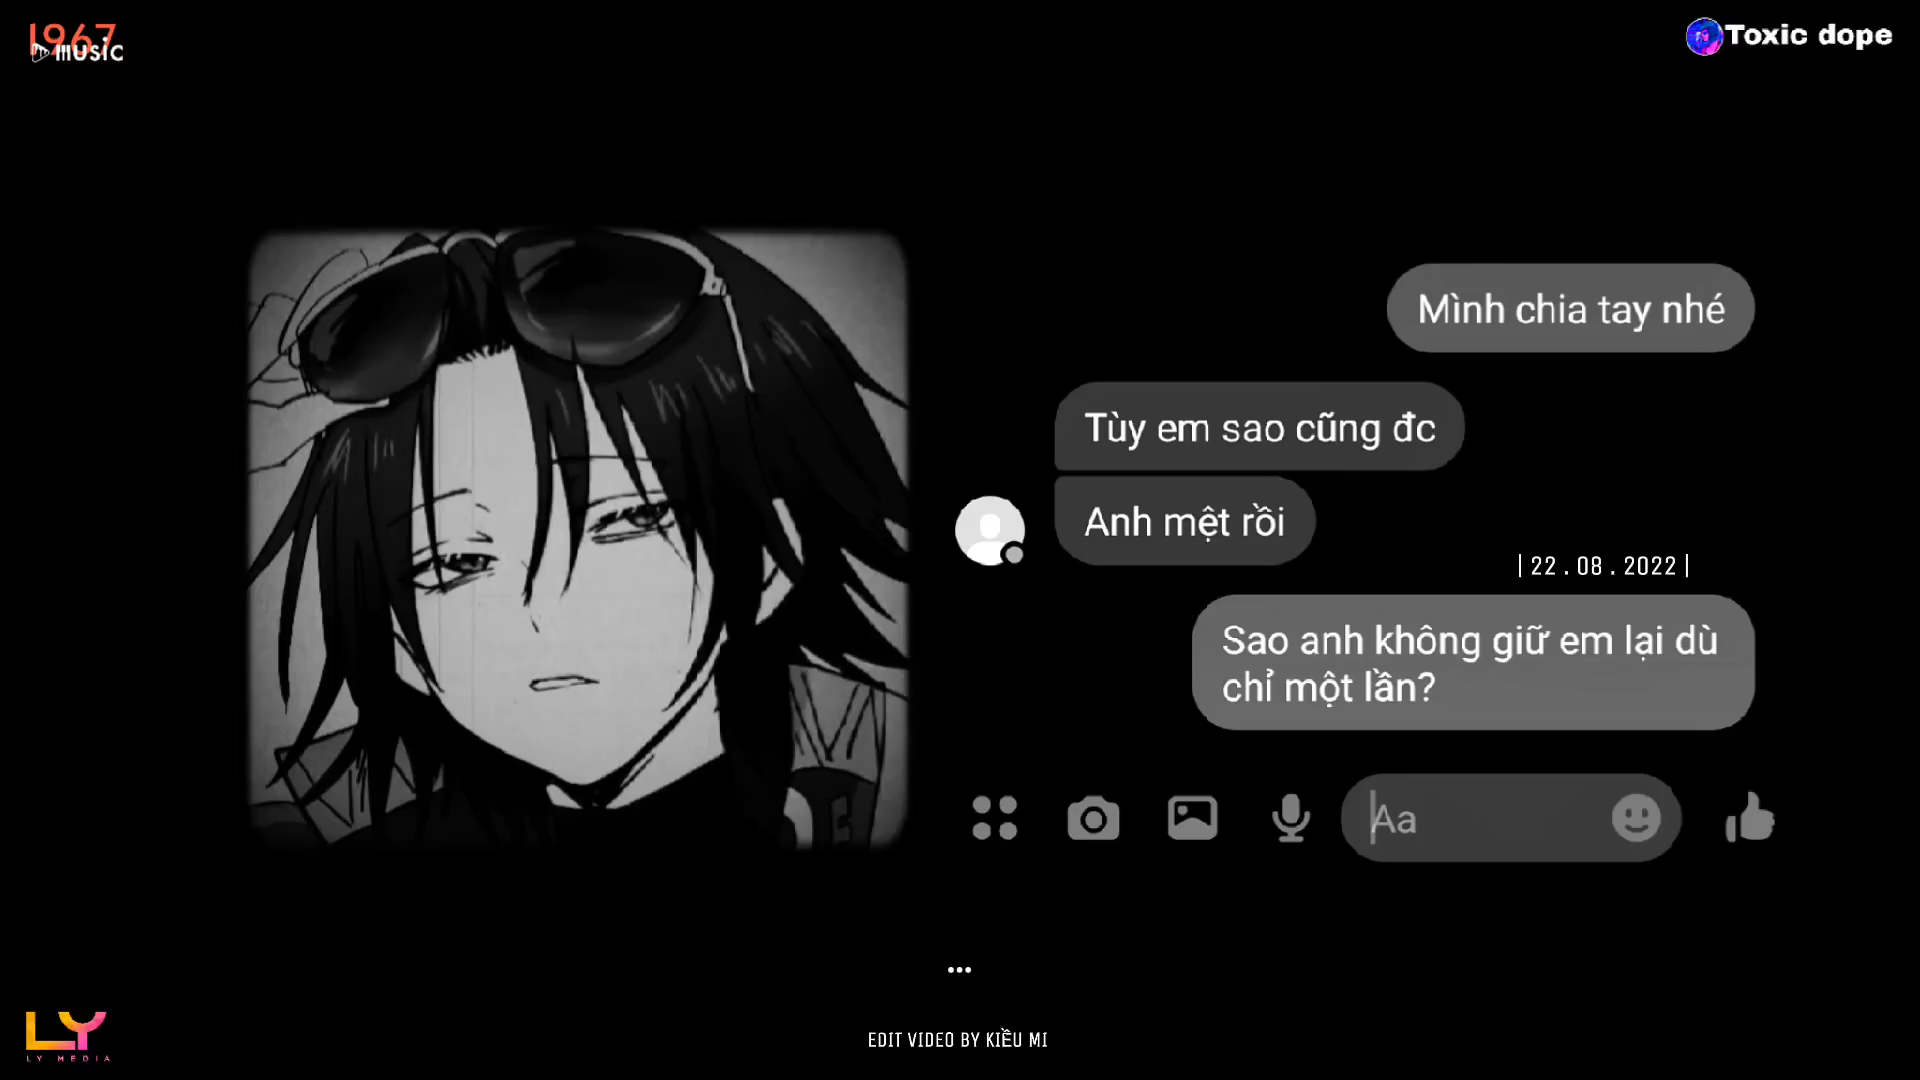 1967
music
Toxic dope
Mình chia tay nhé
Tùy em sao cũng đc
Anh mệt rồi
| 22 . 08 . 2022 |
Sao anh không giữ em lại dù
chỉ một lần?
Aa
...
LY
LY MEDIA
EDIT VIDEO BY KIỀU MI